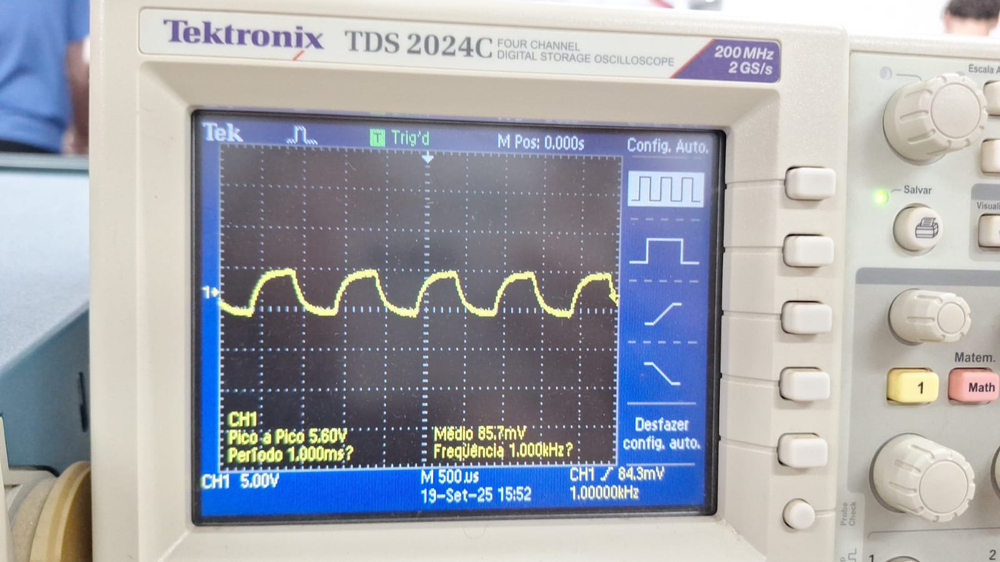 Tektronix TDS 2024C FOUR CHANNEL
DIGITAL STORAGE OSCILLOSCOPE
200 MHz
2 GS/s
Tek
T Trig'd
M Pos: 0.000s
Config. Auto.
1
CH1
Pico a Pico 5.60V
Período 1.000ms?
Médio 85.7mV
Freqüência 1.000kHz?
Desfazer
config. auto.
CH1 5.00V
M 500µs
19-Set-25 15:52
CH1 84.3mV
1.00000kHz
Escala
Salvar
Matem.
1
Math
Probe
Check
1
2